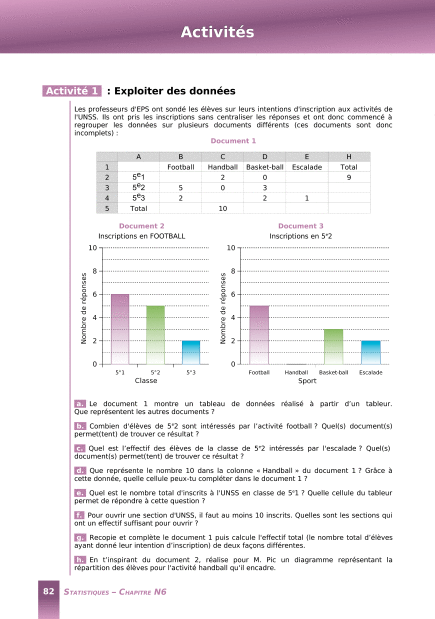 Activités
Activité 1 : Exploiter des données
Les professeurs d'EPS ont sondé les élèves sur leurs intentions d'inscription aux activités de
l'UNSS. Ils ont pris les inscriptions sans centraliser les réponses et ont donc commencé à
regrouper les données sur plusieurs documents différents (ces documents sont donc
incomplets) :
Document 1
A B C D E H
1 Football Handball Basket-ball Escalade Total
2 5e1 2 0 9
3 5e2 5 0 3
4 5e3 2 2 1
5 Total 10
Document 2
Inscriptions en FOOTBALL
Nombre de réponses
10
8
6
4
2
0
5e1 5e2 5e3
Classe
Document 3
Inscriptions en 5e2
Nombre de réponses
10
8
6
4
2
0
Football Handball Basket-ball Escalade
Sport
a. Le document 1 montre un tableau de données réalisé à partir d'un tableur.
Que représentent les autres documents ?
b. Combien d'élèves de 5e2 sont intéressés par l'activité football ? Quel(s) document(s)
permet(tent) de trouver ce résultat ?
c. Quel est l'effectif des élèves de la classe de 5e2 intéressés par l'escalade ? Quel(s)
document(s) permet(tent) de trouver ce résultat ?
d. Que représente le nombre 10 dans la colonne « Handball » du document 1 ? Grâce à
cette donnée, quelle cellule peux-tu compléter dans le document 1 ?
e. Quel est le nombre total d'inscrits à l'UNSS en classe de 5e1 ? Quelle cellule du tableur
permet de répondre à cette question ?
f. Pour ouvrir une section d'UNSS, il faut au moins 10 inscrits. Quelles sont les sections qui
ont un effectif suffisant pour ouvrir ?
g. Recopie et complète le document 1 puis calcule l'effectif total (le nombre total d'élèves
ayant donné leur intention d'inscription) de deux façons différentes.
h. En t'inspirant du document 2, réalise pour M. Pic un diagramme représentant la
répartition des élèves pour l'activité handball qu'il encadre.
82 Statistiques – Chapitre N6